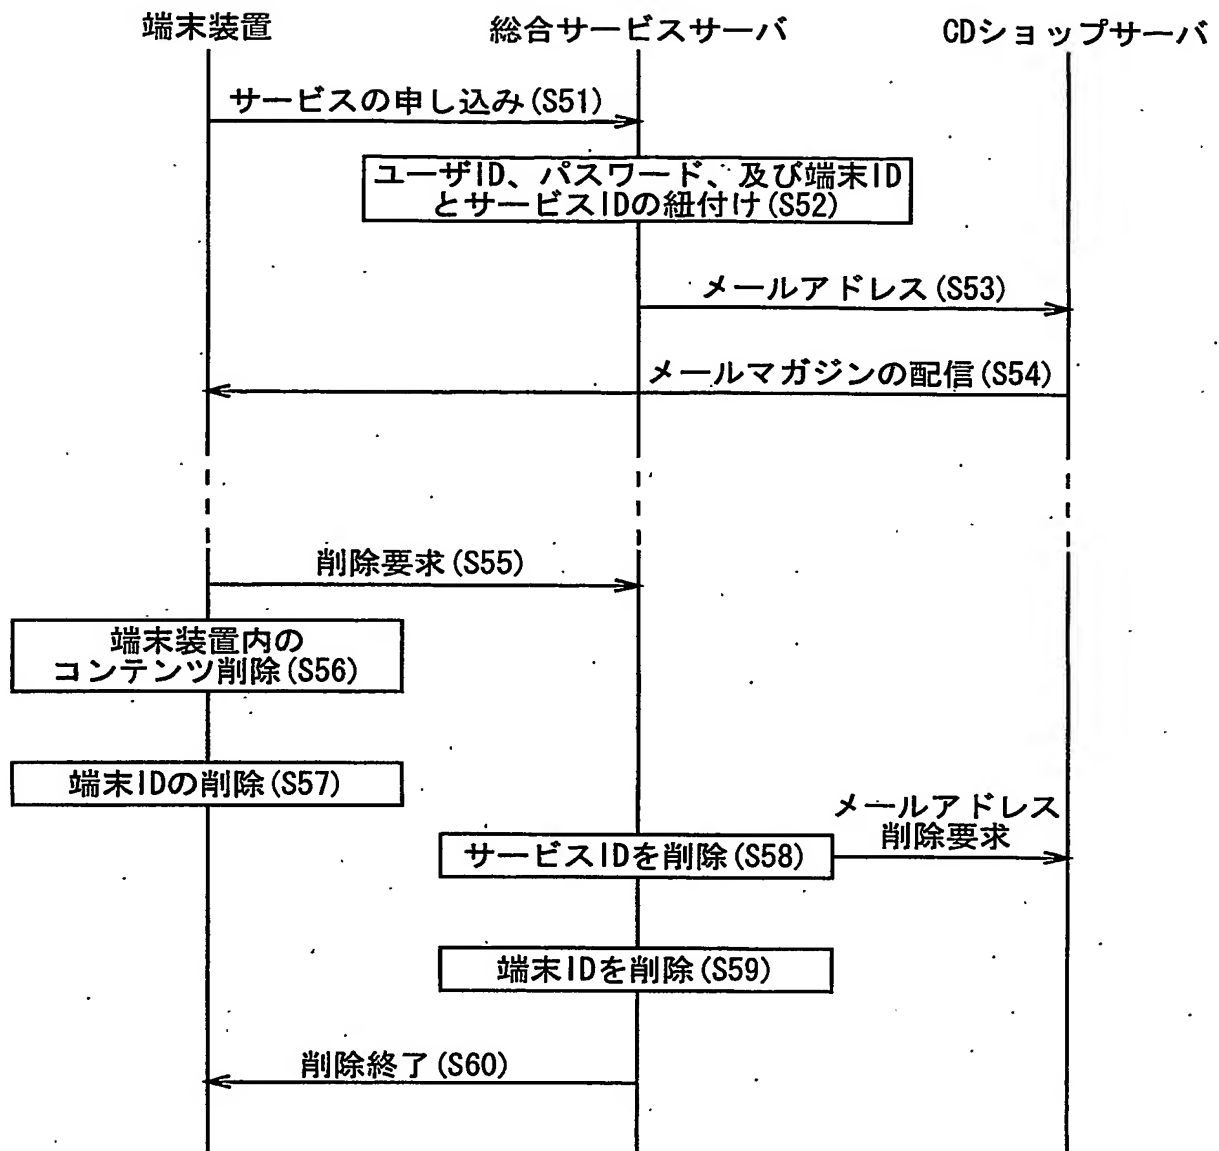 端末装置
総合サービスサーバ
CDショップサーバ
サービスの申し込み(S51)
ユーザID、パスワード、及び端末ID
とサービスIDの紐付け(S52)
メールアドレス(S53)
メールマガジンの配信(S54)
削除要求(S55)
端末装置内の
コンテンツ削除(S56)
端末IDの削除(S57)
メールアドレス
削除要求
サービスIDを削除(S58)
端末IDを削除(S59)
削除終了(S60)